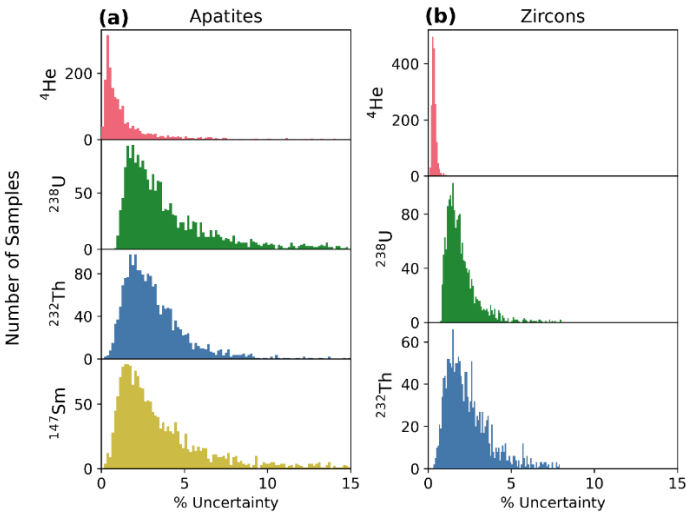 (a) Apatites
(b) Zircons
Number of Samples
⁴He
200
0
²³⁸U
50
0
²³²Th
80
40
0
¹⁴⁷Sm
50
0
0 5 10 15
% Uncertainty
⁴He
400
200
0
²³⁸U
80
40
0
²³²Th
60
40
20
0
0 5 10 15
% Uncertainty